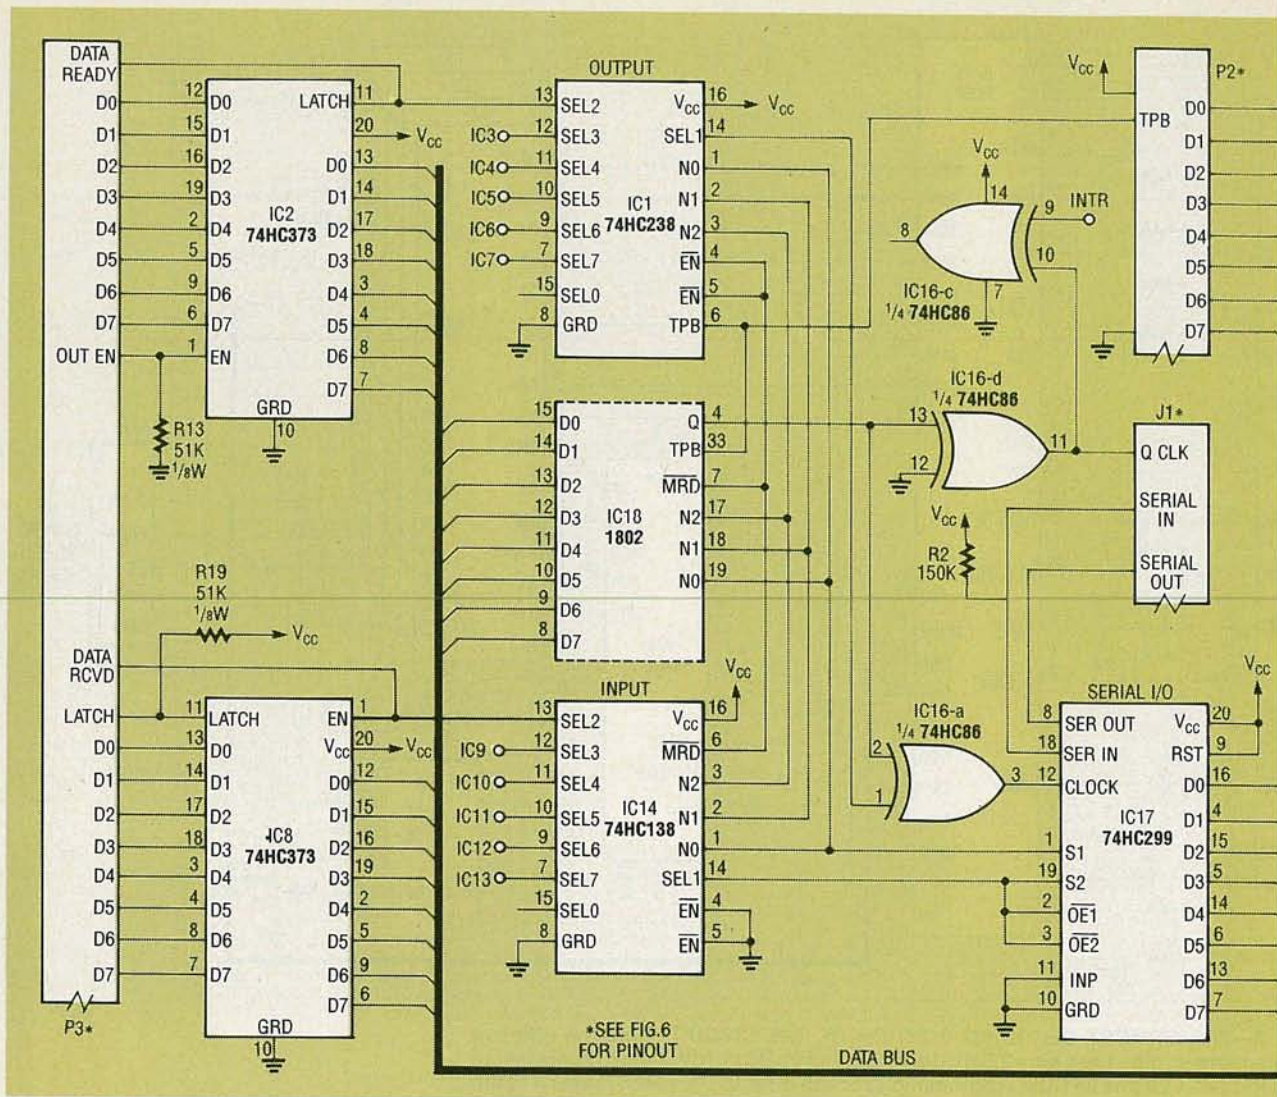 DATA READY
D0
D1
D2
D3
D4
D5
D6
D7
OUT EN
R13
51K
1/8W
12 D0
15 D1
16 D2
19 D3
2 D4
5 D5
9 D6
6 D7
1 EN
IC2
74HC373
LATCH 11
20 VCC
D0 13
D1 14
D2 17
D3 18
D4 3
D5 4
D6 8
D7 7
GRD
10
R19
51K
1/8W
VCC
DATA RCVD
LATCH
D0
D1
D2
D3
D4
D5
D6
D7
P3*
11 LATCH
13 D0
14 D1
17 D2
18 D3
3 D4
4 D5
8 D6
7 D7
IC8
74HC373
EN 1
VCC 20 VCC
D0 12
D1 15
D2 16
D3 19
D4 2
D5 5
D6 9
D7 6
GRD
10
OUTPUT
13 SEL2
IC3 12 SEL3
IC4 11 SEL4
IC5 10 SEL5
IC6 9 SEL6
IC7 7 SEL7
15 SEL0
8 GRD
IC1
74HC238
VCC 16 VCC
SEL1 14
N0 1
N1 2
N2 3
EN 4
EN 5
TPB 6
15 D0
14 D1
13 D2
12 D3
11 D4
10 D5
9 D6
8 D7
IC18
1802
Q 4
TPB 33
MRD 7
N2 17
N1 18
N0 19
INPUT
13 SEL2
IC9 12 SEL3
IC10 11 SEL4
IC11 10 SEL5
IC12 9 SEL6
IC13 7 SEL7
15 SEL0
8 GRD
IC14
74HC138
VCC
VCC 16
MRD 6
N2 3
N1 2
N0 1
SEL1 14
EN 4
EN 5
*SEE FIG.6
FOR PINOUT
DATA BUS
VCC
14
8
9 INTR
10
7
IC16-c
1/4 74HC86
IC16-d
1/4 74HC86
13
12
11
VCC
R2
150K
IC16-a
1/4 74HC86
2
1
3
VCC
P2*
TPB
D0
D1
D2
D3
D4
D5
D6
D7
J1*
Q CLK
SERIAL IN
SERIAL OUT
SERIAL I/O
VCC
8 SER OUT
18 SER IN
12 CLOCK
1 S1
19 S2
2 OE1
3 OE2
11 INP
10 GRD
IC17
74HC299
VCC 20
RST 9
D0 16
D1 4
D2 15
D3 5
D4 14
D5 6
D6 13
D7 7